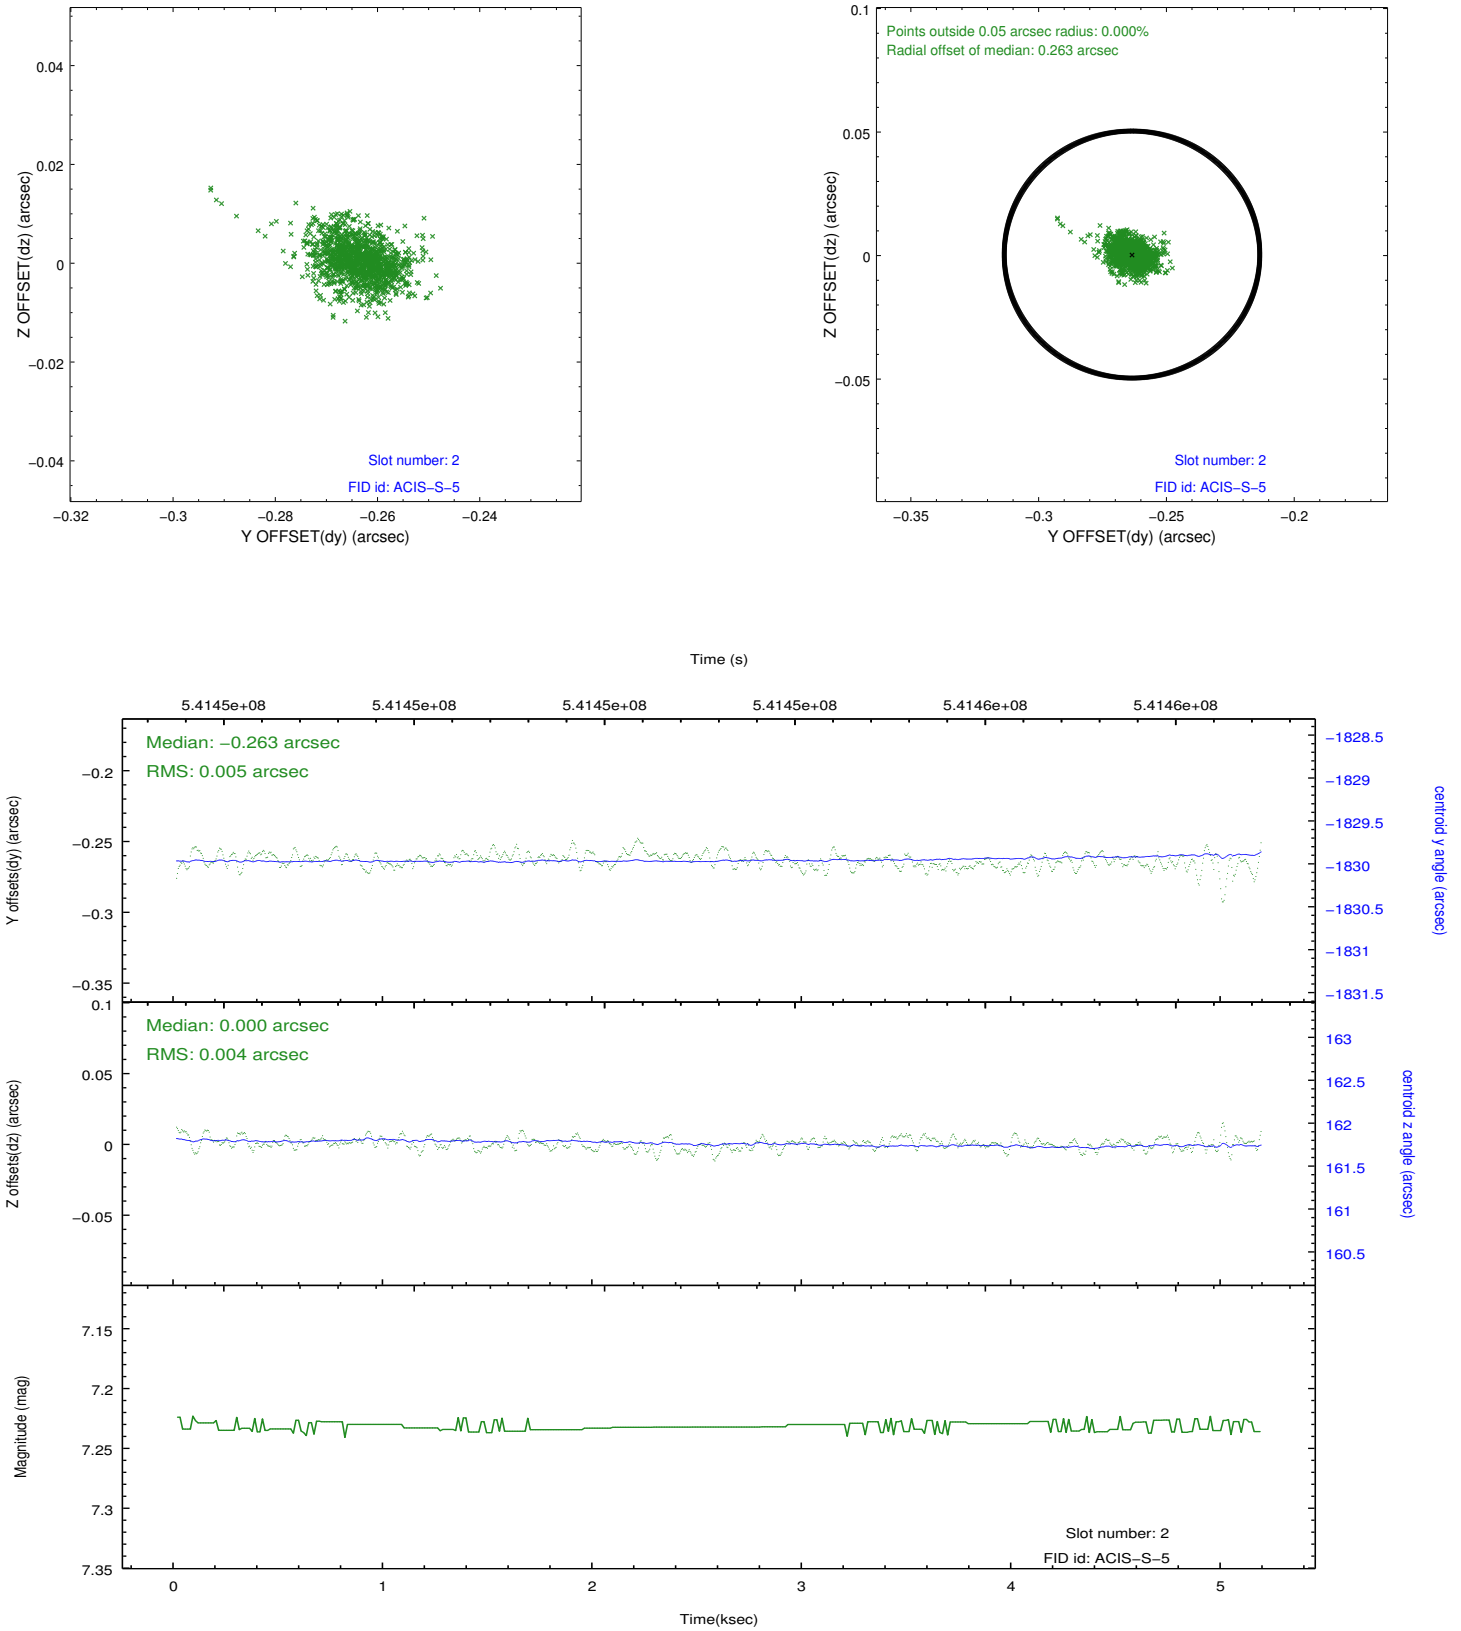 0.04
0.02
0
−0.02
−0.04
Z OFFSET(dz) (arcsec)
Slot number: 2
FID id: ACIS−S−5
−0.32
−0.3
−0.28
−0.26
−0.24
Y OFFSET(dy) (arcsec)
0.1
0.05
0
−0.05
Z OFFSET(dz) (arcsec)
Points outside 0.05 arcsec radius: 0.000%
Radial offset of median: 0.263 arcsec
Slot number: 2
FID id: ACIS−S−5
−0.35
−0.3
−0.25
−0.2
Y OFFSET(dy) (arcsec)
Time (s)
5.4145e+08
5.4145e+08
5.4145e+08
5.4145e+08
5.4146e+08
5.4146e+08
Median: −0.263 arcsec
RMS: 0.005 arcsec
−0.2
−0.25
−0.3
−0.35
Y offsets(dy) (arcsec)
−1828.5
−1829
−1829.5
−1830
−1830.5
−1831
−1831.5
centroid y angle (arcsec)
Median: 0.000 arcsec
RMS: 0.004 arcsec
0.1
0.05
0
−0.05
Z offsets(dz) (arcsec)
163
162.5
162
161.5
161
160.5
centroid z angle (arcsec)
7.15
7.2
7.25
7.3
7.35
Magnitude (mag)
Slot number: 2
FID id: ACIS−S−5
0
1
2
3
4
5
Time(ksec)